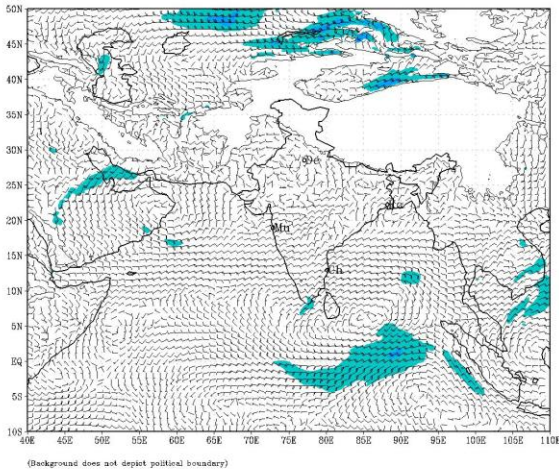 50N
45N
40N
35N
30N
25N
20N
15N
10N
5N
EQ
5S
10S
De
Mu
Ch
40E 45E 50E 55E 60E 65E 70E 75E 80E 85E 90E 95E 100E 105E 110E
(Background does not depict political boundary)